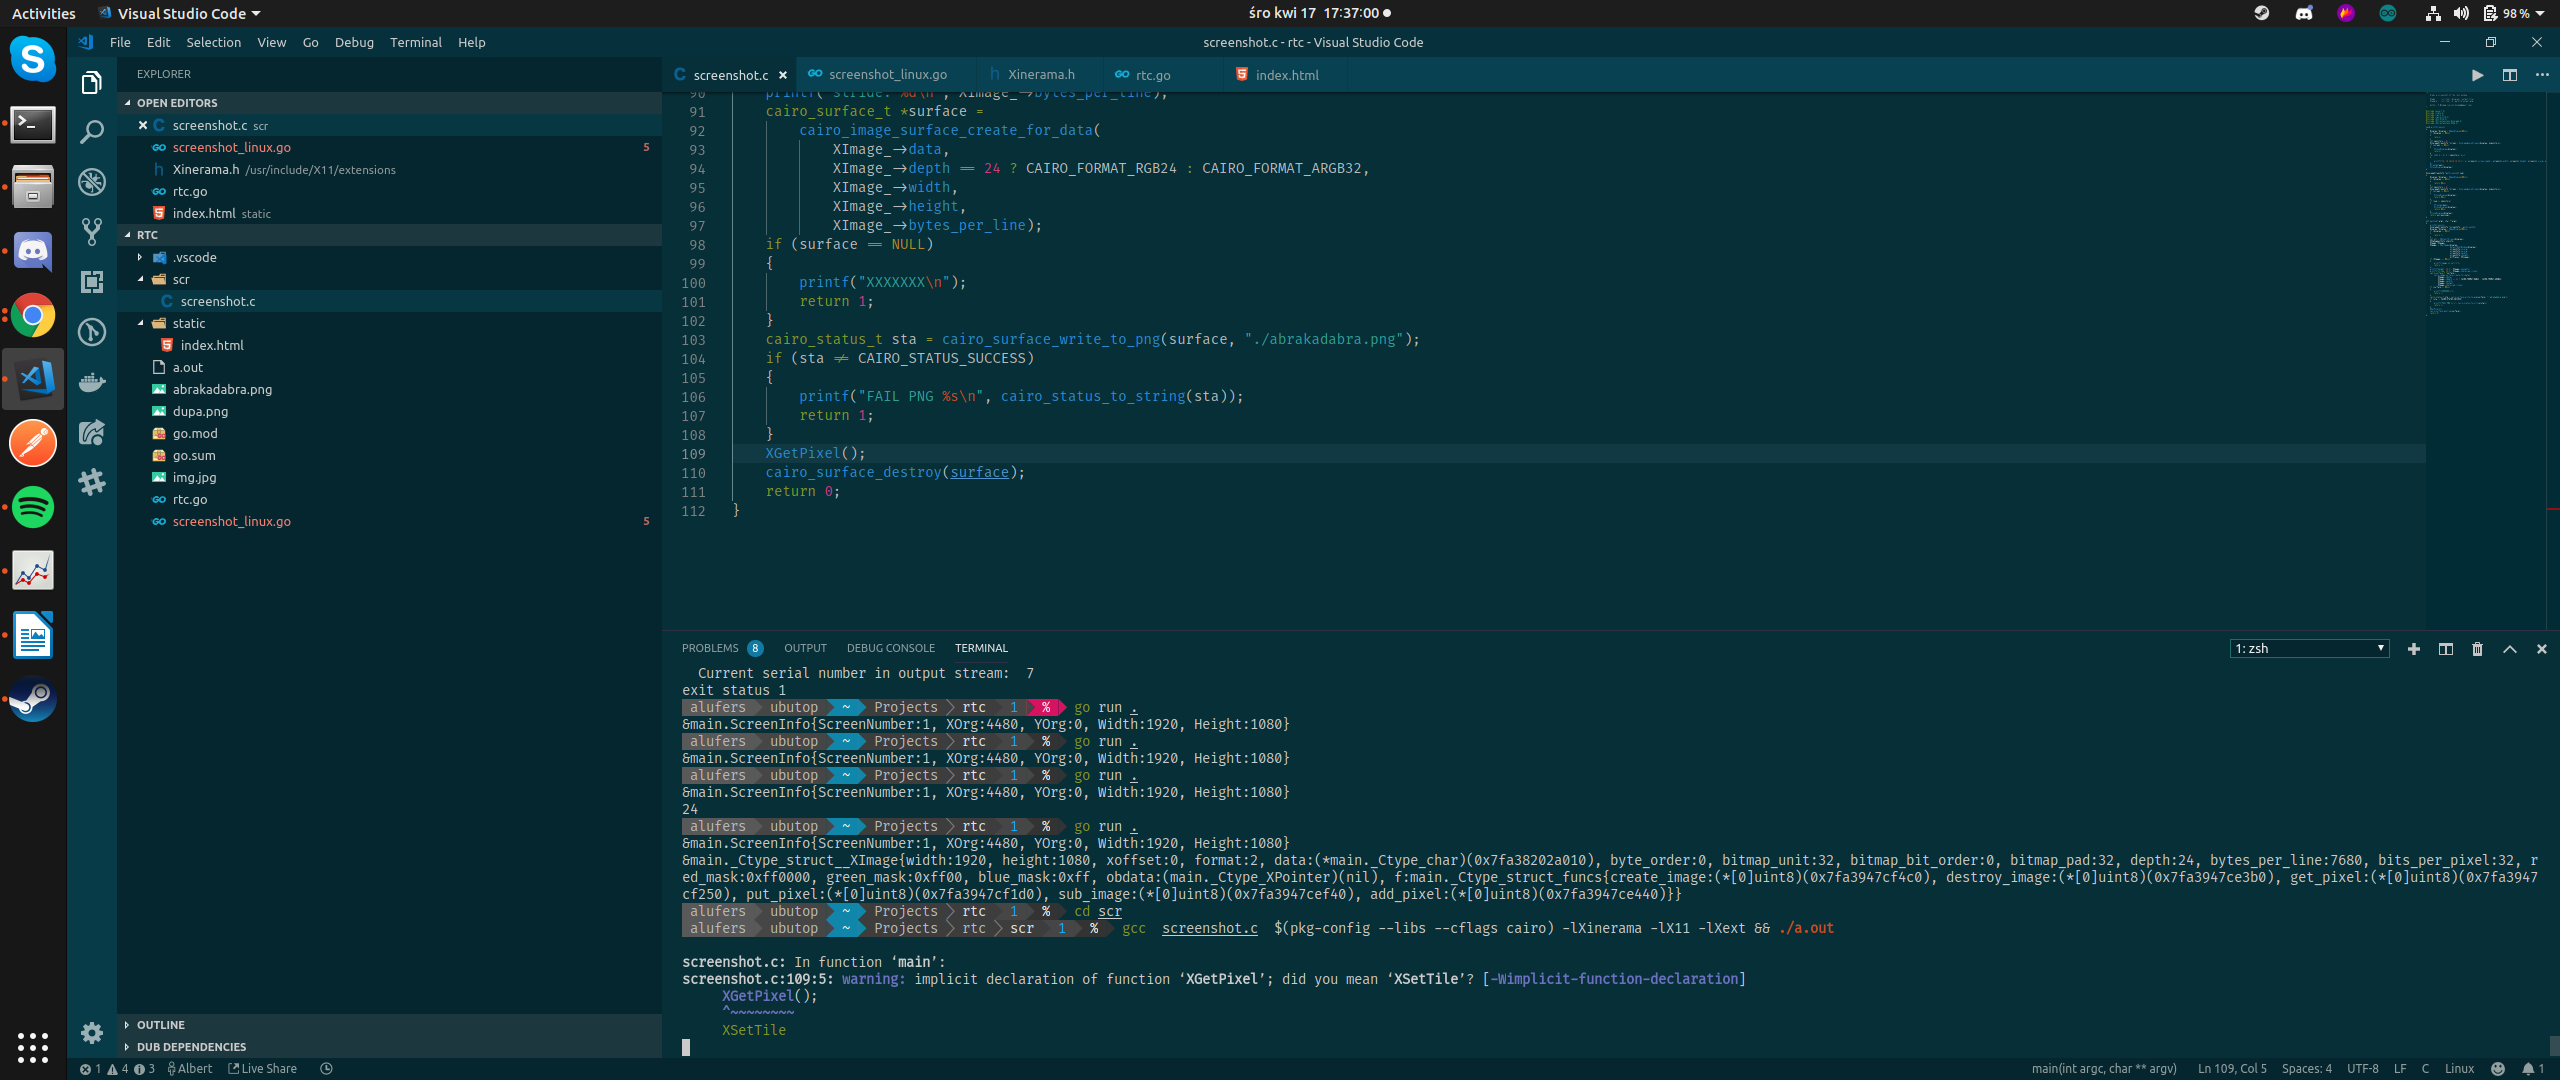 Activities
Visual Studio Code
śro kwi 17 17:37:00
98 %
File Edit Selection View Go Debug Terminal Help
screenshot.c - rtc - Visual Studio Code
EXPLORER
OPEN EDITORS
screenshot.c scr
screenshot_linux.go 5
Xinerama.h /usr/include/X11/extensions
rtc.go
index.html static
RTC
.vscode
scr
screenshot.c
static
index.html
a.out
abrakadabra.png
dupa.png
go.mod
go.sum
img.jpg
rtc.go
screenshot_linux.go 5
OUTLINE
DUB DEPENDENCIES
screenshot.c screenshot_linux.go Xinerama.h rtc.go index.html
90 printf("stride: %d\n", XImage_->bytes_per_line);
91 cairo_surface_t *surface =
92 cairo_image_surface_create_for_data(
93 XImage_->data,
94 XImage_->depth == 24 ? CAIRO_FORMAT_RGB24 : CAIRO_FORMAT_ARGB32,
95 XImage_->width,
96 XImage_->height,
97 XImage_->bytes_per_line);
98 if (surface == NULL)
99 {
100 printf("XXXXXXX\n");
101 return 1;
102 }
103 cairo_status_t sta = cairo_surface_write_to_png(surface, "./abrakadabra.png");
104 if (sta != CAIRO_STATUS_SUCCESS)
105 {
106 printf("FAIL PNG %s\n", cairo_status_to_string(sta));
107 return 1;
108 }
109 XGetPixel();
110 cairo_surface_destroy(surface);
111 return 0;
112 }
PROBLEMS 8 OUTPUT DEBUG CONSOLE TERMINAL
1: zsh
Current serial number in output stream: 7
exit status 1
alufers ubutop ~ Projects rtc 1 % go run .
&main.ScreenInfo{ScreenNumber:1, XOrg:4480, YOrg:0, Width:1920, Height:1080}
alufers ubutop ~ Projects rtc 1 % go run .
&main.ScreenInfo{ScreenNumber:1, XOrg:4480, YOrg:0, Width:1920, Height:1080}
alufers ubutop ~ Projects rtc 1 % go run .
&main.ScreenInfo{ScreenNumber:1, XOrg:4480, YOrg:0, Width:1920, Height:1080}
24
alufers ubutop ~ Projects rtc 1 % go run .
&main.ScreenInfo{ScreenNumber:1, XOrg:4480, YOrg:0, Width:1920, Height:1080}
&main._Ctype_struct__XImage{width:1920, height:1080, xoffset:0, format:2, data:(*main._Ctype_char)(0x7fa38202a010), byte_order:0, bitmap_unit:32, bitmap_bit_order:0, bitmap_pad:32, depth:24, bytes_per_line:7680, bits_per_pixel:32, r
ed_mask:0xff0000, green_mask:0xff00, blue_mask:0xff, obdata:(main._Ctype_XPointer)(nil), f:main._Ctype_struct_funcs{create_image:(*[0]uint8)(0x7fa3947cf4c0), destroy_image:(*[0]uint8)(0x7fa3947ce3b0), get_pixel:(*[0]uint8)(0x7fa3947
cf250), put_pixel:(*[0]uint8)(0x7fa3947cf1d0), sub_image:(*[0]uint8)(0x7fa3947cef40), add_pixel:(*[0]uint8)(0x7fa3947ce440)}}
alufers ubutop ~ Projects rtc 1 % cd scr
alufers ubutop ~ Projects rtc scr 1 % gcc screenshot.c $(pkg-config --libs --cflags cairo) -lXinerama -lX11 -lXext && ./a.out
screenshot.c: In function ‘main’:
screenshot.c:109:5: warning: implicit declaration of function ‘XGetPixel’; did you mean ‘XSetTile’? [-Wimplicit-function-declaration]
XGetPixel();
^~~~~~~~~
XSetTile
1 4 3 Albert Live Share
main(int argc, char ** argv) Ln 109, Col 5 Spaces: 4 UTF-8 LF C Linux 1